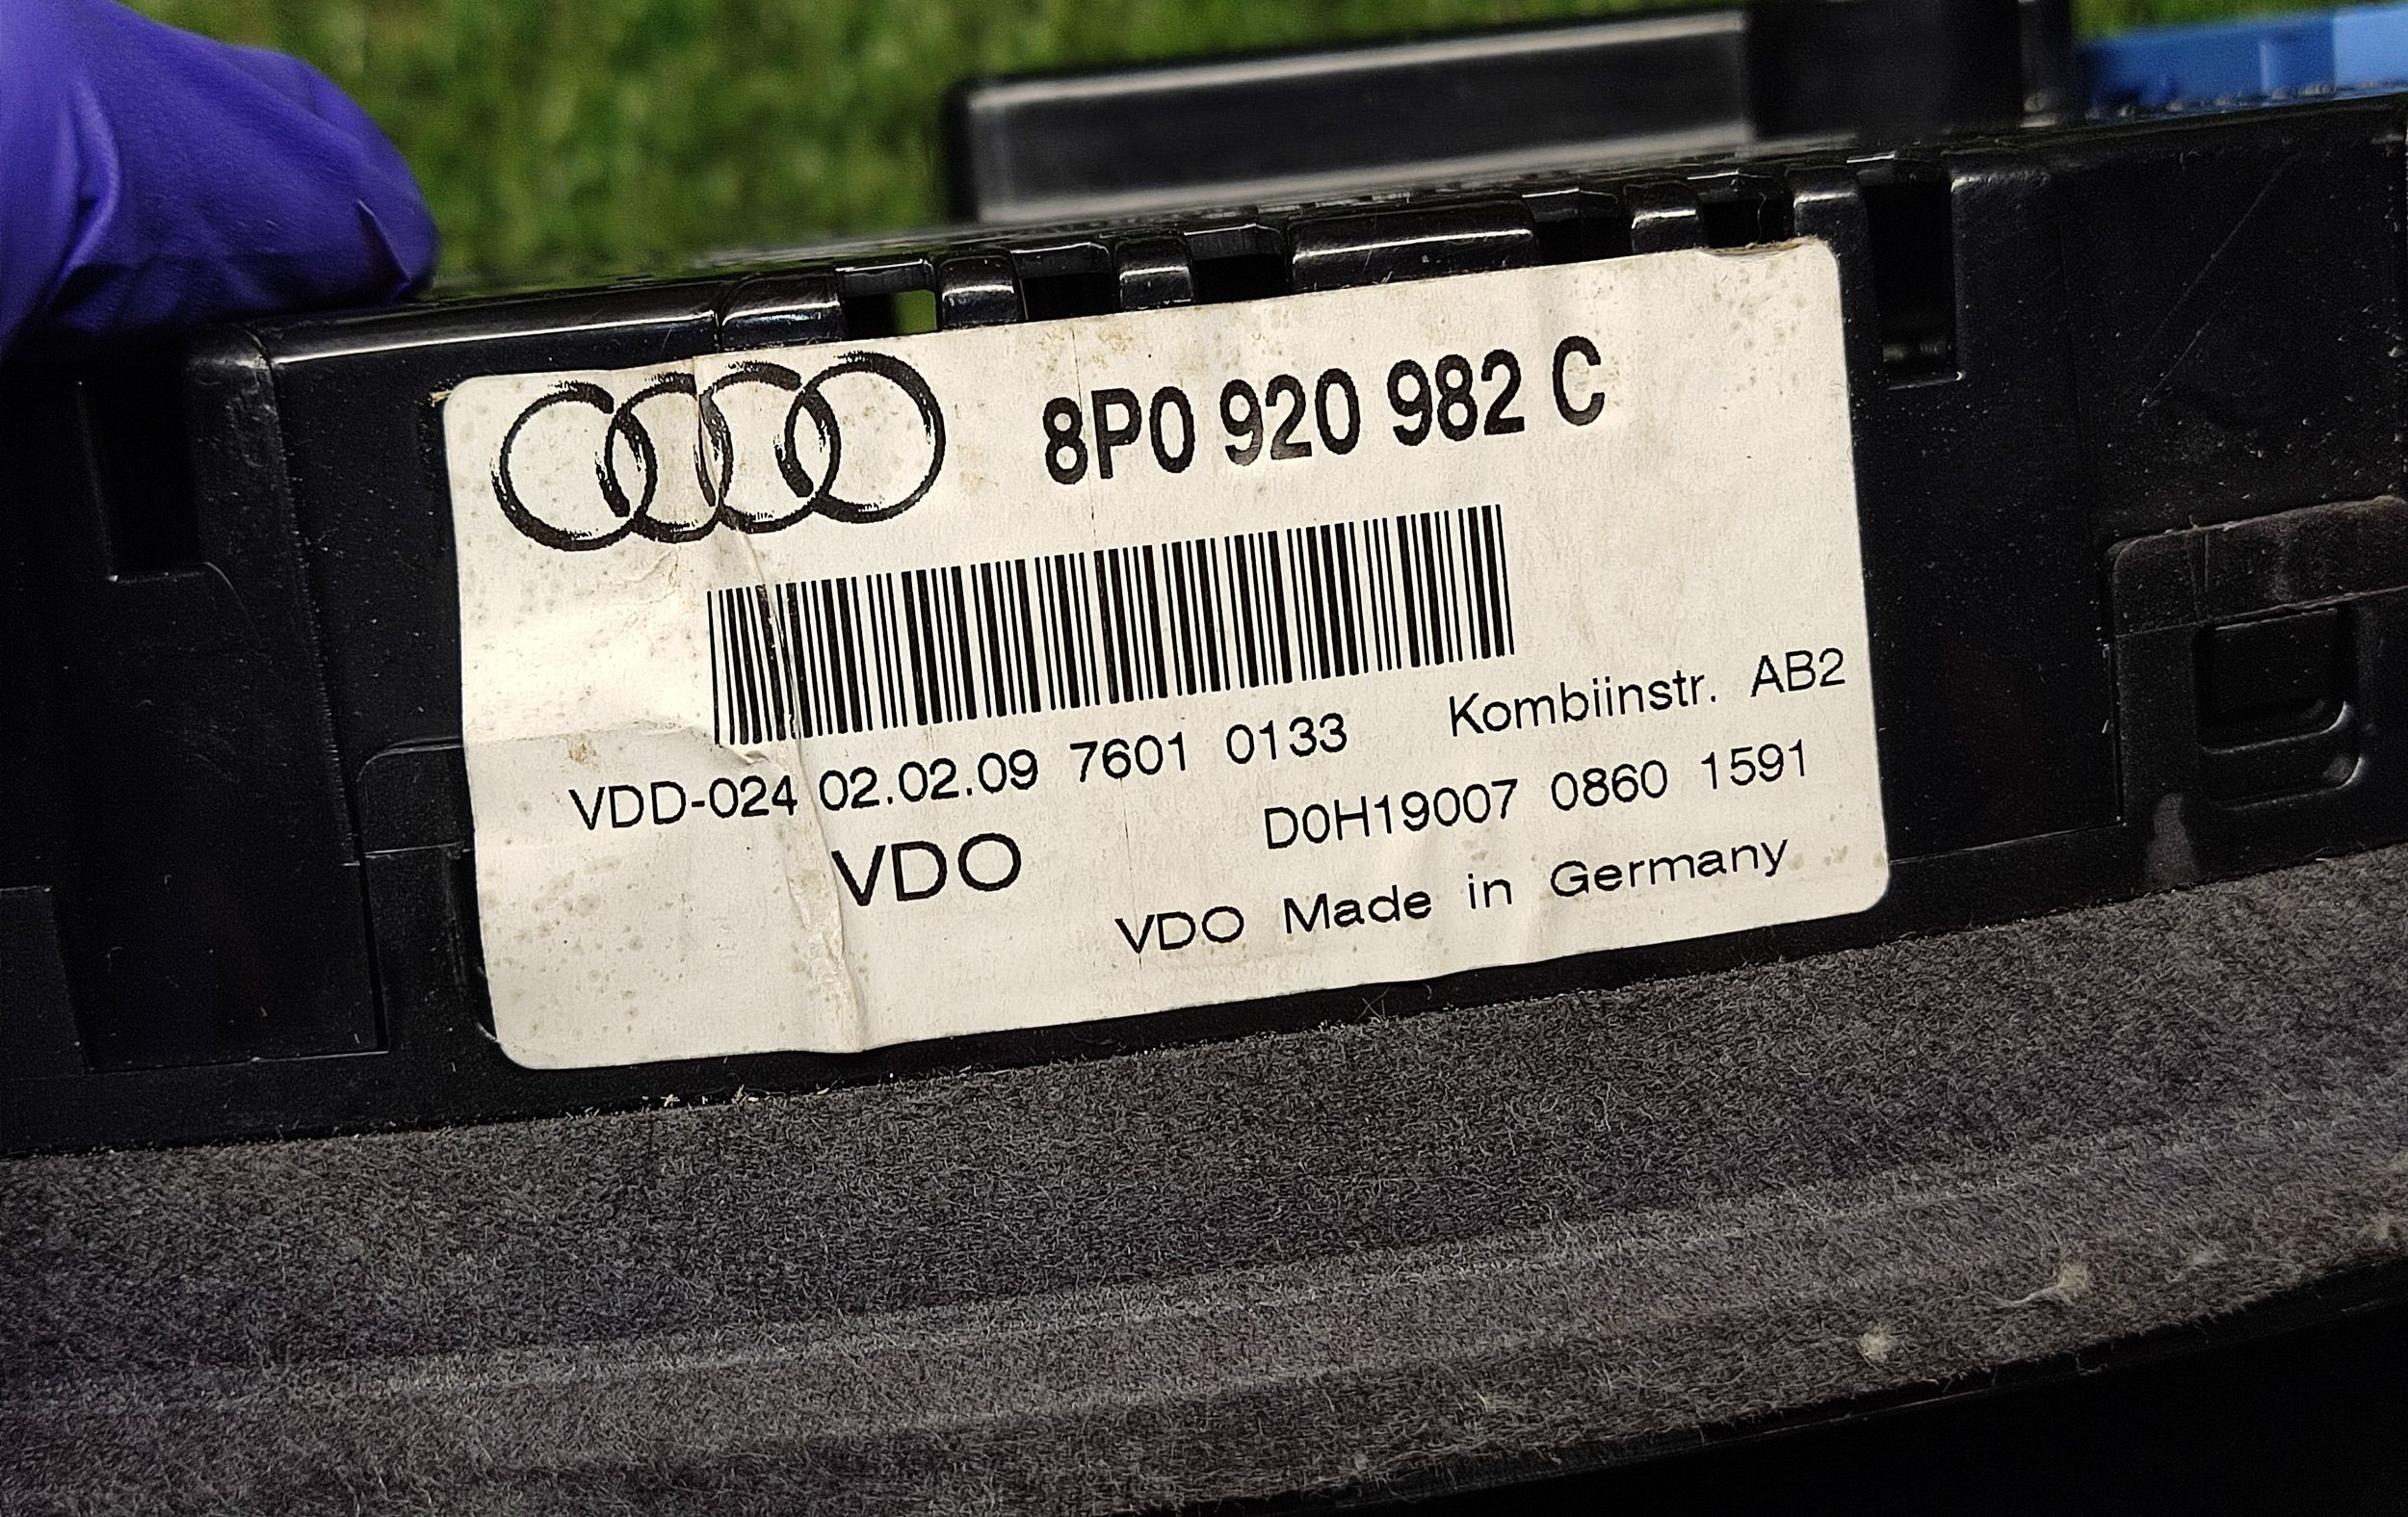 8P0 920 982 C
VDD-024 02.02.09 7601 0133 Kombiinstr. AB2
VDO D0H19007 0860 1591
VDO Made in Germany